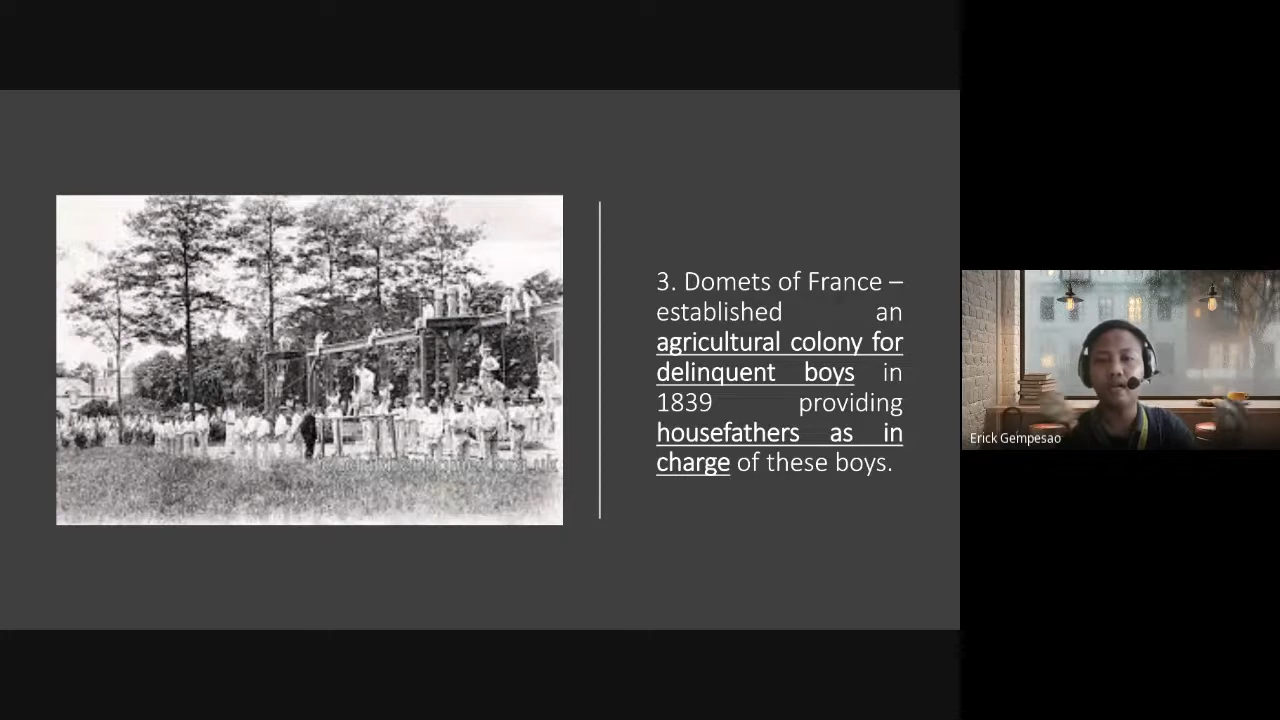 3. Domets of France –
established an
agricultural colony for
delinquent boys in
1839 providing
housefathers as in
charge of these boys.
Erick Gempesao